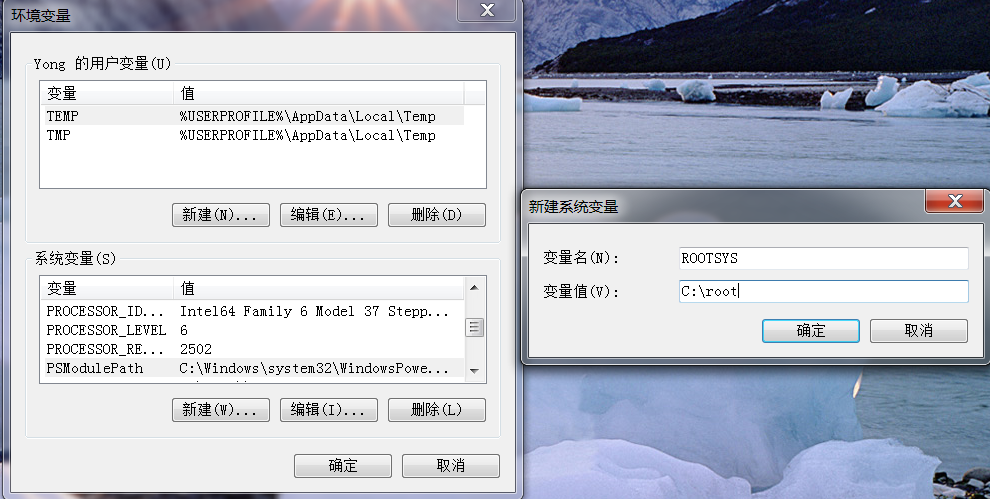 环境变量
Yong 的用户变量(U)
变量 值
TEMP %USERPROFILE%\AppData\Local\Temp
TMP %USERPROFILE%\AppData\Local\Temp
新建(N)... 编辑(E)... 删除(D)
系统变量(S)
变量 值
PROCESSOR_ID... Intel64 Family 6 Model 37 Stepp...
PROCESSOR_LEVEL 6
PROCESSOR_RE... 2502
PSModulePath C:\Windows\system32\WindowsPowe...
新建(W)... 编辑(I)... 删除(L)
确定 取消
新建系统变量
变量名(N): ROOTSYS
变量值(V): C:\root
确定 取消